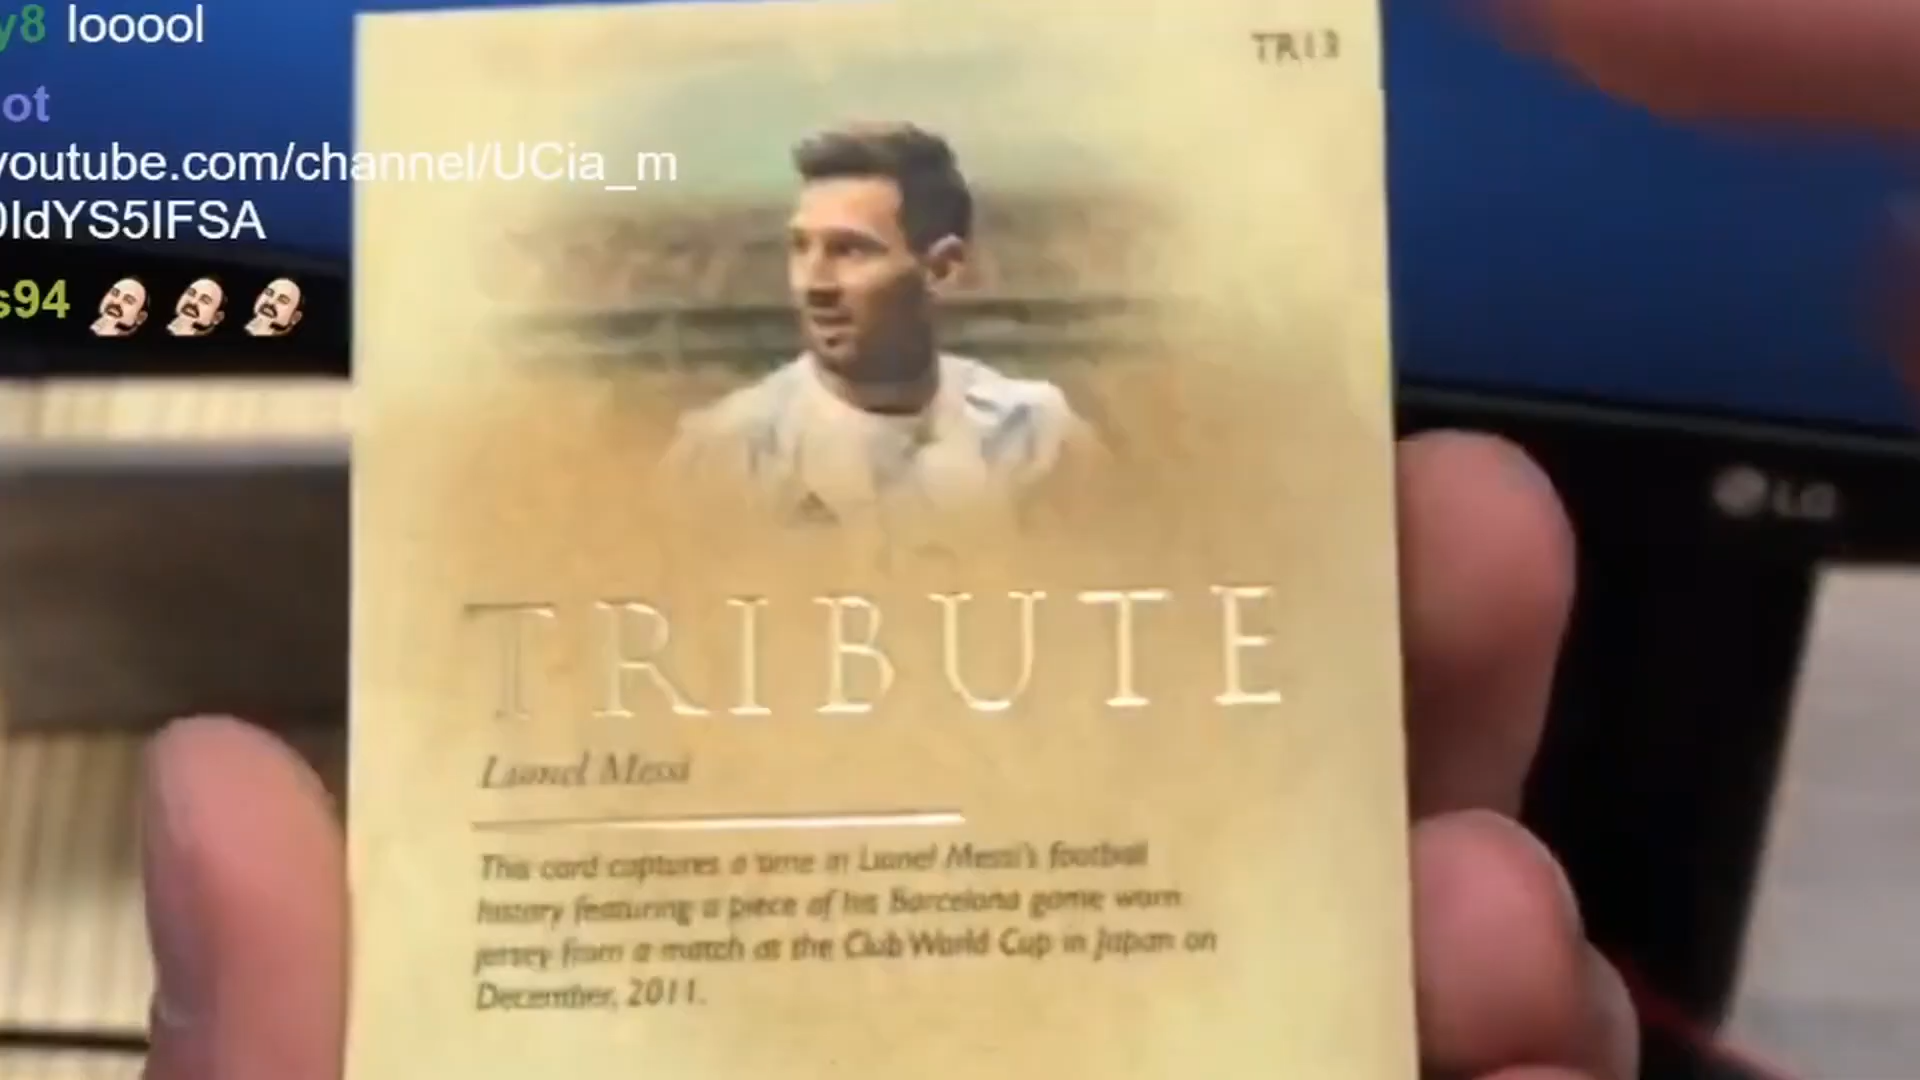 y8 looool
ot
youtube.com/channel/UCia_m
0IdYS5IFSA
s94
TR13
LG
TRIBUTE
Lionel Messi
This card captures a time in Lionel Messi's football
history featuring a piece of his Barcelona game worn
jersey from a match at the Club World Cup in Japan on
December, 2011.